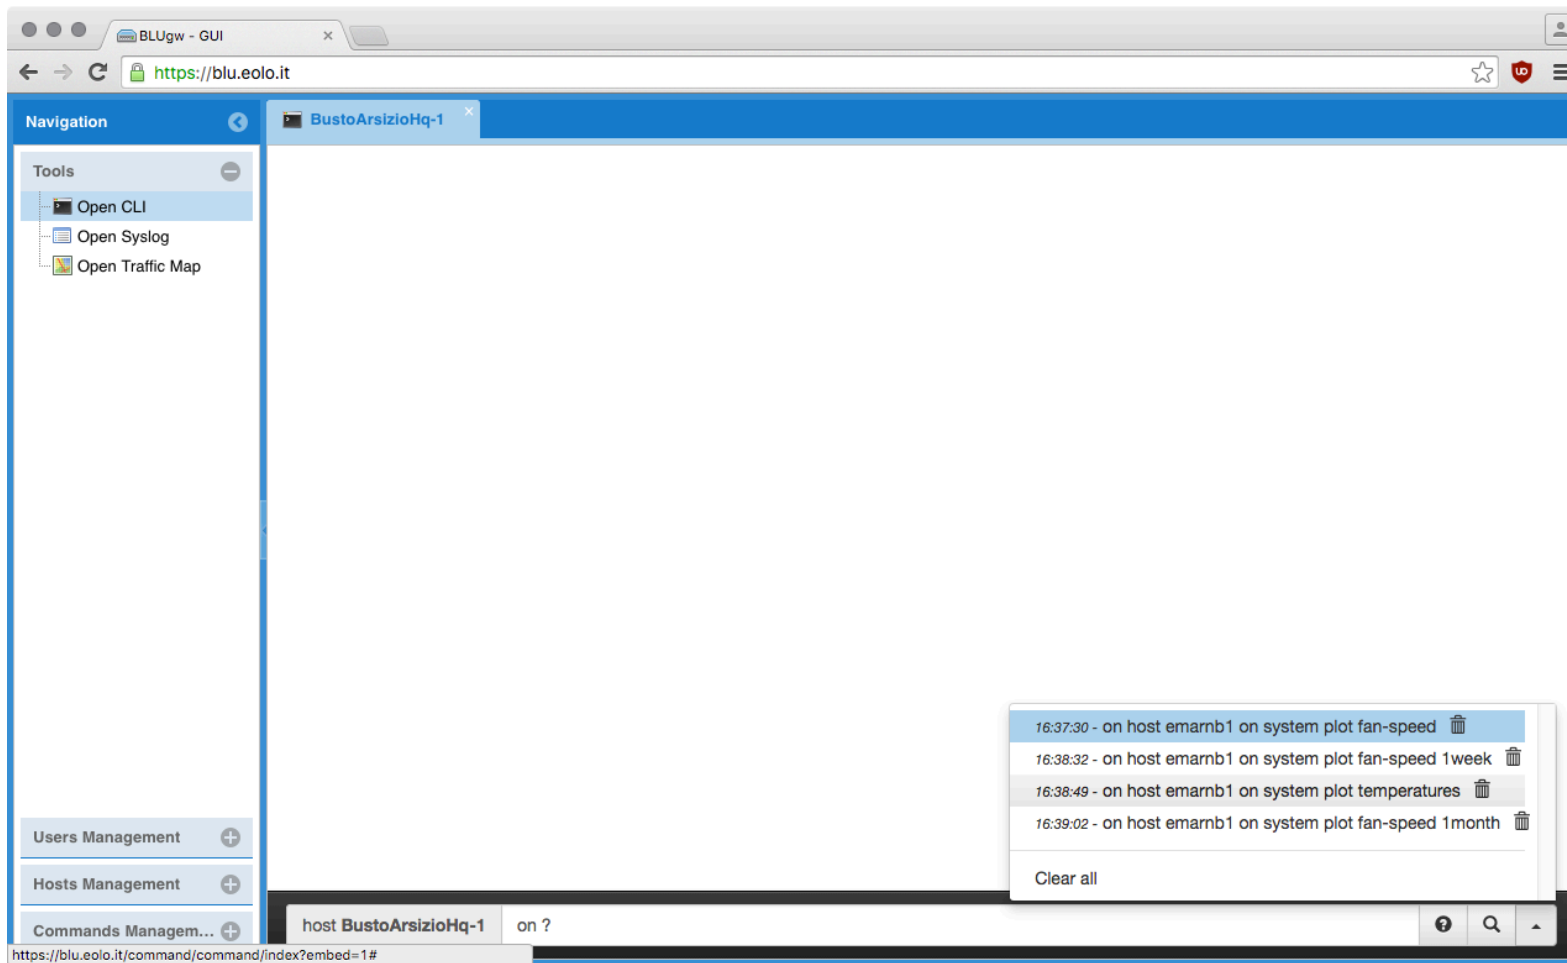 BLUgw - GUI
https://blu.eolo.it
Navigation
BustoArsizioHq-1
Tools
Open CLI
Open Syslog
Open Traffic Map
Users Management
Hosts Management
Commands Managem...
16:37:30 - on host emarnb1 on system plot fan-speed
16:38:32 - on host emarnb1 on system plot fan-speed 1week
16:38:49 - on host emarnb1 on system plot temperatures
16:39:02 - on host emarnb1 on system plot fan-speed 1month
Clear all
host BustoArsizioHq-1 on ?
https://blu.eolo.it/command/command/index?embed=1#